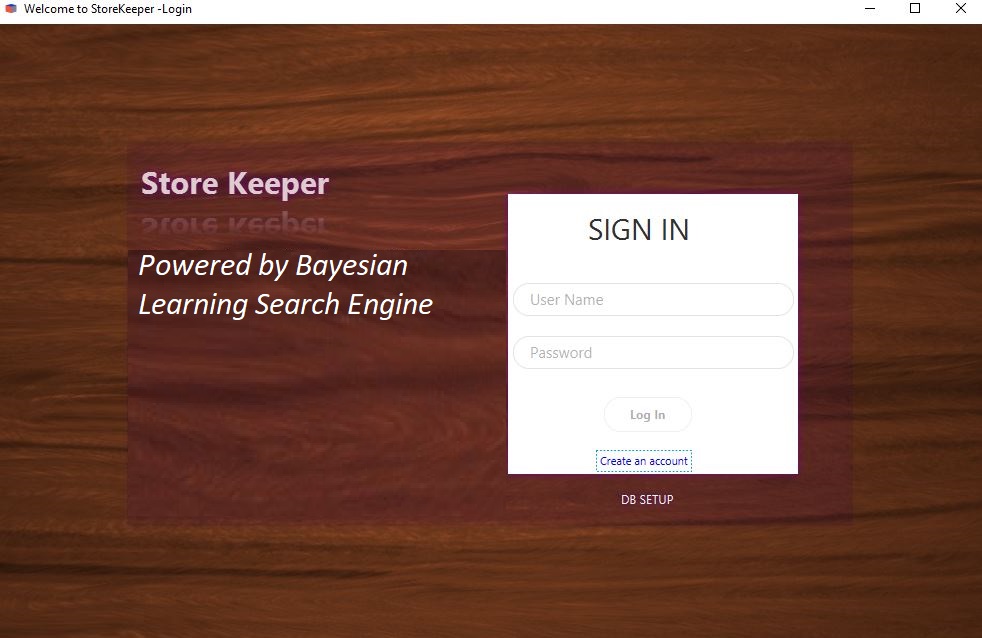 Welcome to StoreKeeper -Login
Store Keeper
Powered by Bayesian
Learning Search Engine
SIGN IN
User Name
Password
Log In
Create an account
DB SETUP